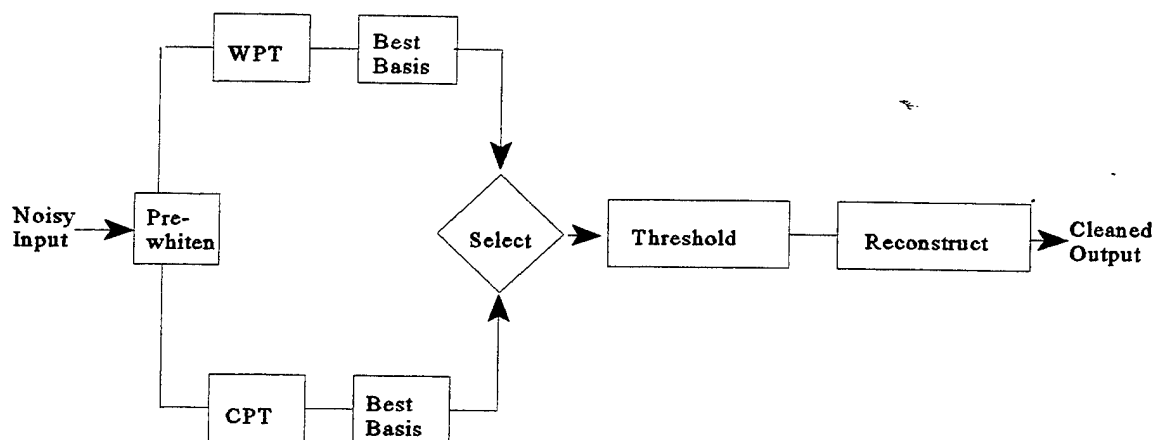 WPT
Best
Basis
Noisy
Input
Pre-
whiten
Select
Threshold
Reconstruct
Cleaned
Output
CPT
Best
Basis